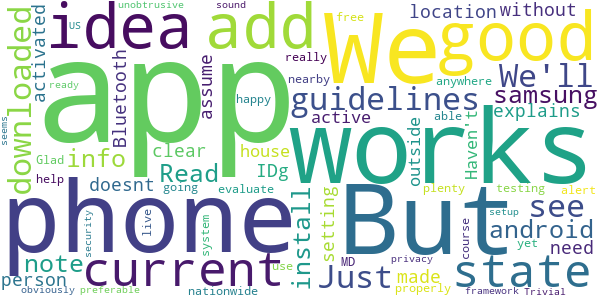 unobtrusive US free sound location without
idea add We good
downloaded activated Bluetooth assume really nearby happy anywhere We'll
app guidelines samsung
active explains
info clear house works outside Haven't able
seems Glad Read IDg evaluate plenty testing alert
help doesnt going setup
phone But see
install setting android
person note live system Just made yet need
security current use MD properly course state
obviously preferable nationwide privacy framework Trivial
ready